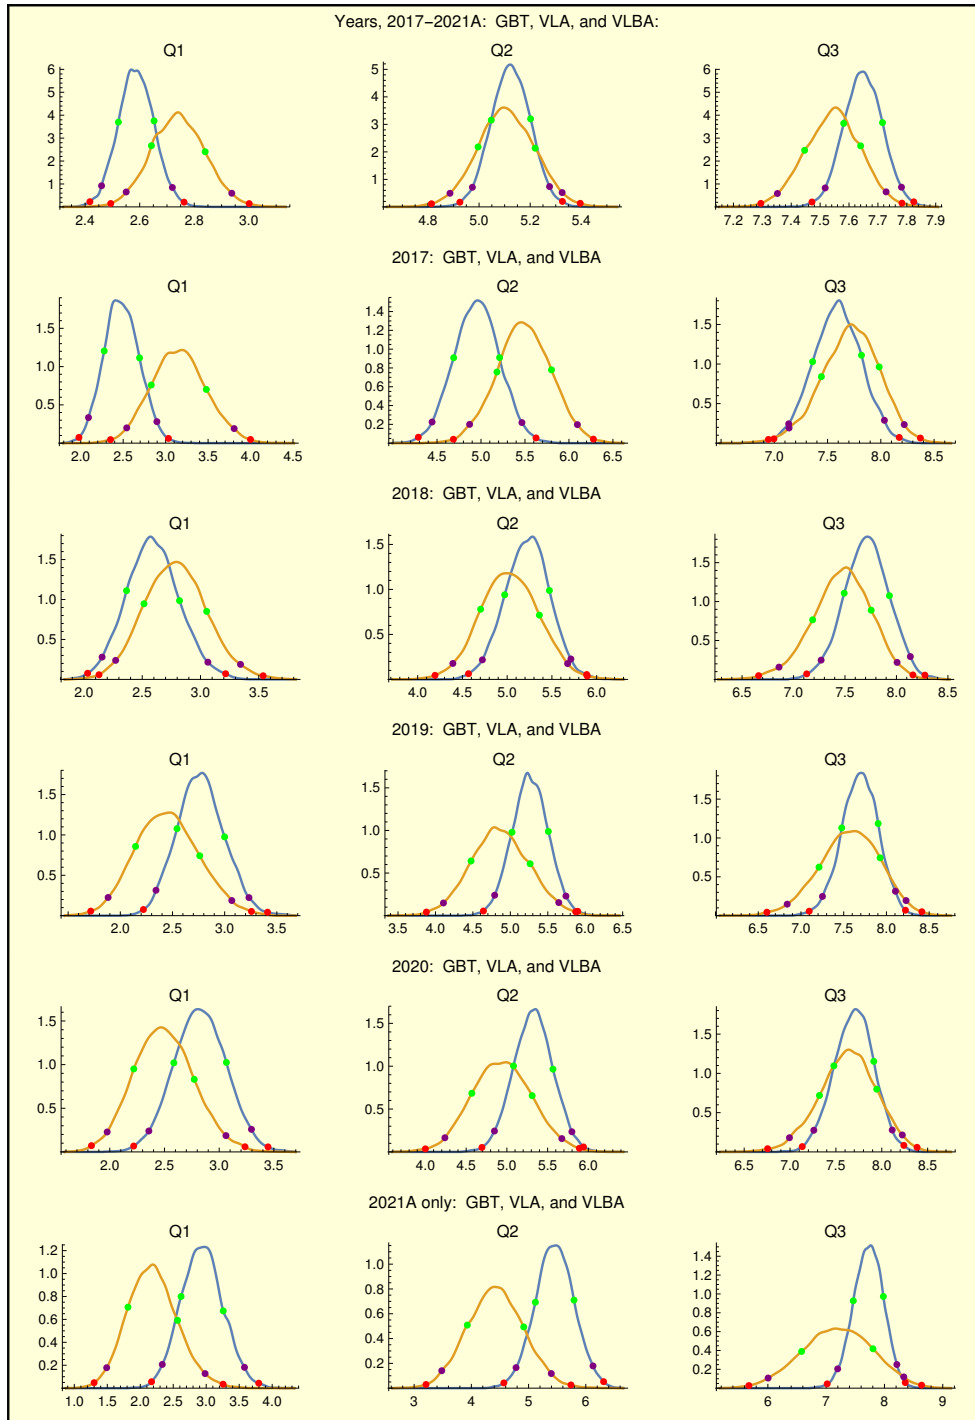 Years, 2017−2021A: GBT, VLA, and VLBA:
Q1 Q2 Q3
6 5 4 3 2 1 2.4 2.6 2.8 3.0
5 4 3 2 1 4.8 5.0 5.2 5.4
6 5 4 3 2 1 7.2 7.3 7.4 7.5 7.6 7.7 7.8 7.9
2017: GBT, VLA, and VLBA
Q1 Q2 Q3
1.5 1.0 0.5 2.0 2.5 3.0 3.5 4.0 4.5
1.4 1.2 1.0 0.8 0.6 0.4 0.2 4.5 5.0 5.5 6.0 6.5
1.5 1.0 0.5 7.0 7.5 8.0 8.5
2018: GBT, VLA, and VLBA
Q1 Q2 Q3
1.5 1.0 0.5 2.0 2.5 3.0 3.5
1.5 1.0 0.5 4.0 4.5 5.0 5.5 6.0
1.5 1.0 0.5 6.5 7.0 7.5 8.0 8.5
2019: GBT, VLA, and VLBA
Q1 Q2 Q3
1.5 1.0 0.5 2.0 2.5 3.0 3.5
1.5 1.0 0.5 3.5 4.0 4.5 5.0 5.5 6.0 6.5
1.5 1.0 0.5 6.5 7.0 7.5 8.0 8.5
2020: GBT, VLA, and VLBA
Q1 Q2 Q3
1.5 1.0 0.5 2.0 2.5 3.0 3.5
1.5 1.0 0.5 4.0 4.5 5.0 5.5 6.0
1.5 1.0 0.5 6.5 7.0 7.5 8.0 8.5
2021A only: GBT, VLA, and VLBA
Q1 Q2 Q3
1.2 1.0 0.8 0.6 0.4 0.2 1.0 1.5 2.0 2.5 3.0 3.5 4.0
1.0 0.8 0.6 0.4 0.2 3 4 5 6
1.4 1.2 1.0 0.8 0.6 0.4 0.2 6 7 8 9